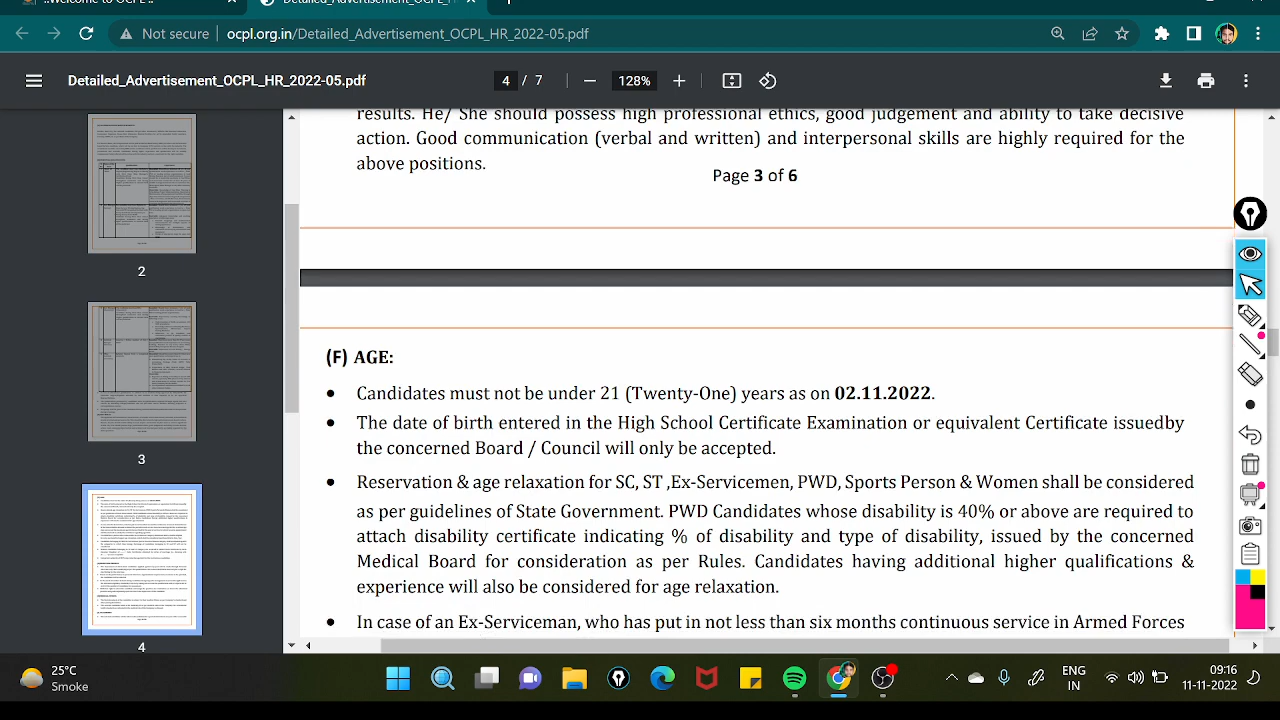 ..Welcome to OCPL..
Detailed_Advertisement_OCPL_HR_2
Not secure
ocpl.org.in/Detailed_Advertisement_OCPL_HR_2022-05.pdf
Detailed_Advertisement_OCPL_HR_2022-05.pdf
4 / 7
128%
results. He/ She should possess high professional ethics, good judgement and ability to take decisive
action. Good communication (verbal and written) and interpersonal skills are highly required for the
above positions.
Page 3 of 6
2
3
4
(F) AGE:
• Candidates must not be under 21 (Twenty-One) years ason 02.11.2022.
• The date of birth entered in the High School Certificate Examination or equivalent Certificate issuedby
the concerned Board / Council will only be accepted.
• Reservation & age relaxation for SC, ST ,Ex-Servicemen, PWD, Sports Person & Women shall be considered
as per guidelines of State government. PWD Candidates whose disability is 40% or above are required to
attach disability certificate indicating % of disability and type of disability, issued by the concerned
Medical Board for consideration as per Rules. Candidates having additional higher qualifications &
experience will also be considered for age relaxation.
• In case of an Ex-Serviceman, who has put in not less than six months continuous service in Armed Forces
25°C
Smoke
ENG
IN
09:16
11-11-2022